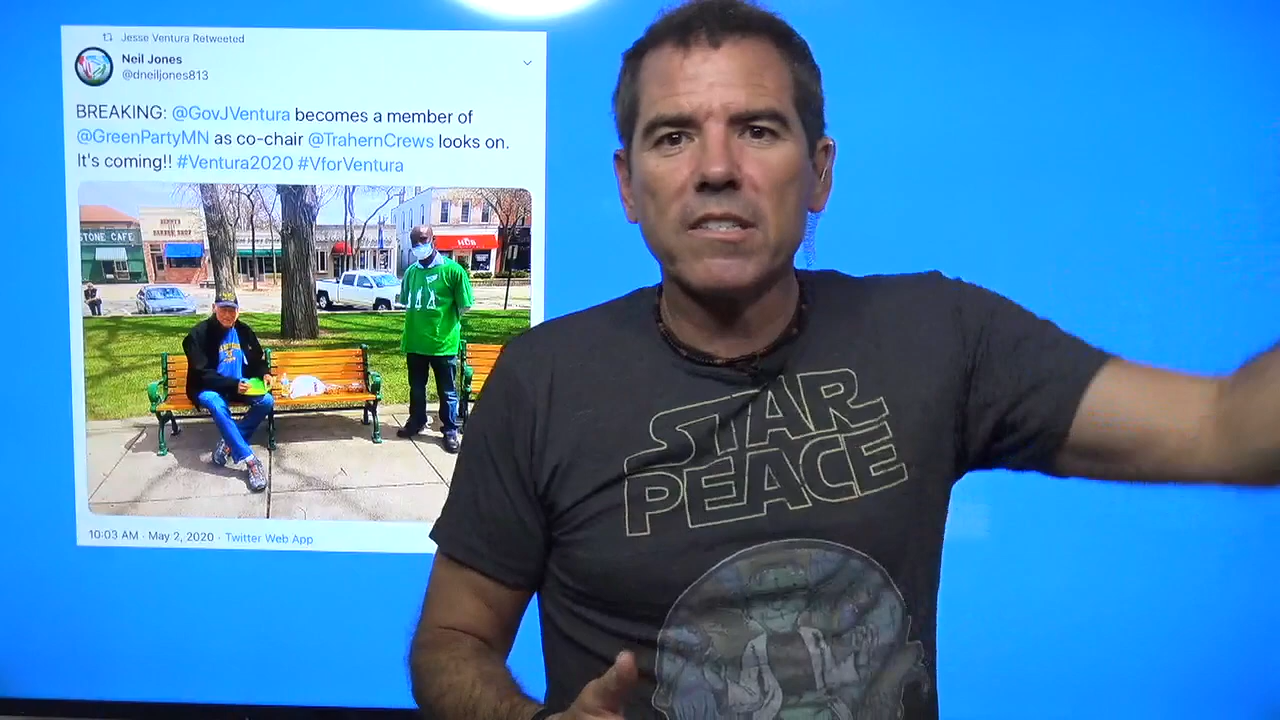 Jesse Ventura Retweeted
Neil Jones
@dneiljones813
BREAKING: @GovJVentura becomes a member of
@GreenPartyMN as co-chair @TrahernCrews looks on.
It's coming!! #Ventura2020 #VforVentura
STONE CAFE
HUB
10:03 AM · May 2, 2020 · Twitter Web App
STAR
PEACE